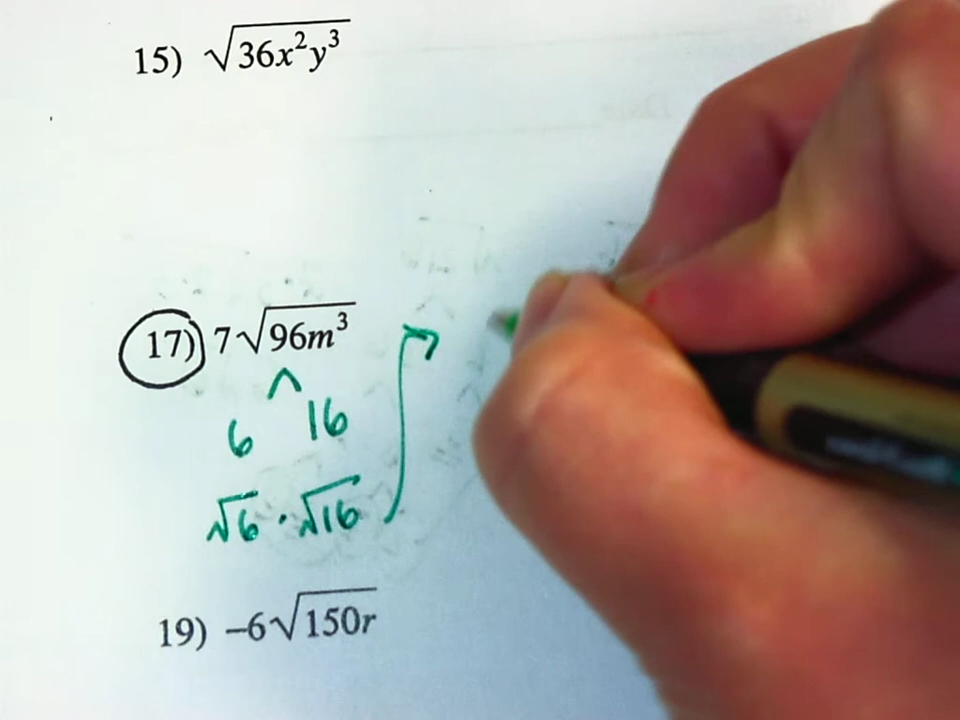 15) √36x²y³
17) 7√96m³
6 16
√6 · √16
19) –6√150r